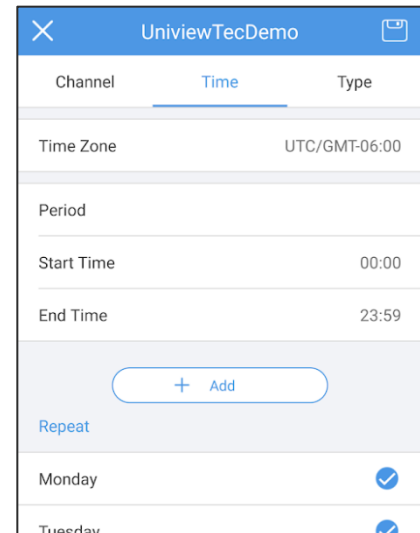 UniviewTecDemo
Channel Time Type
Time Zone UTC/GMT-06:00
Period
Start Time 00:00
End Time 23:59
+ Add
Repeat
Monday
Tuesday